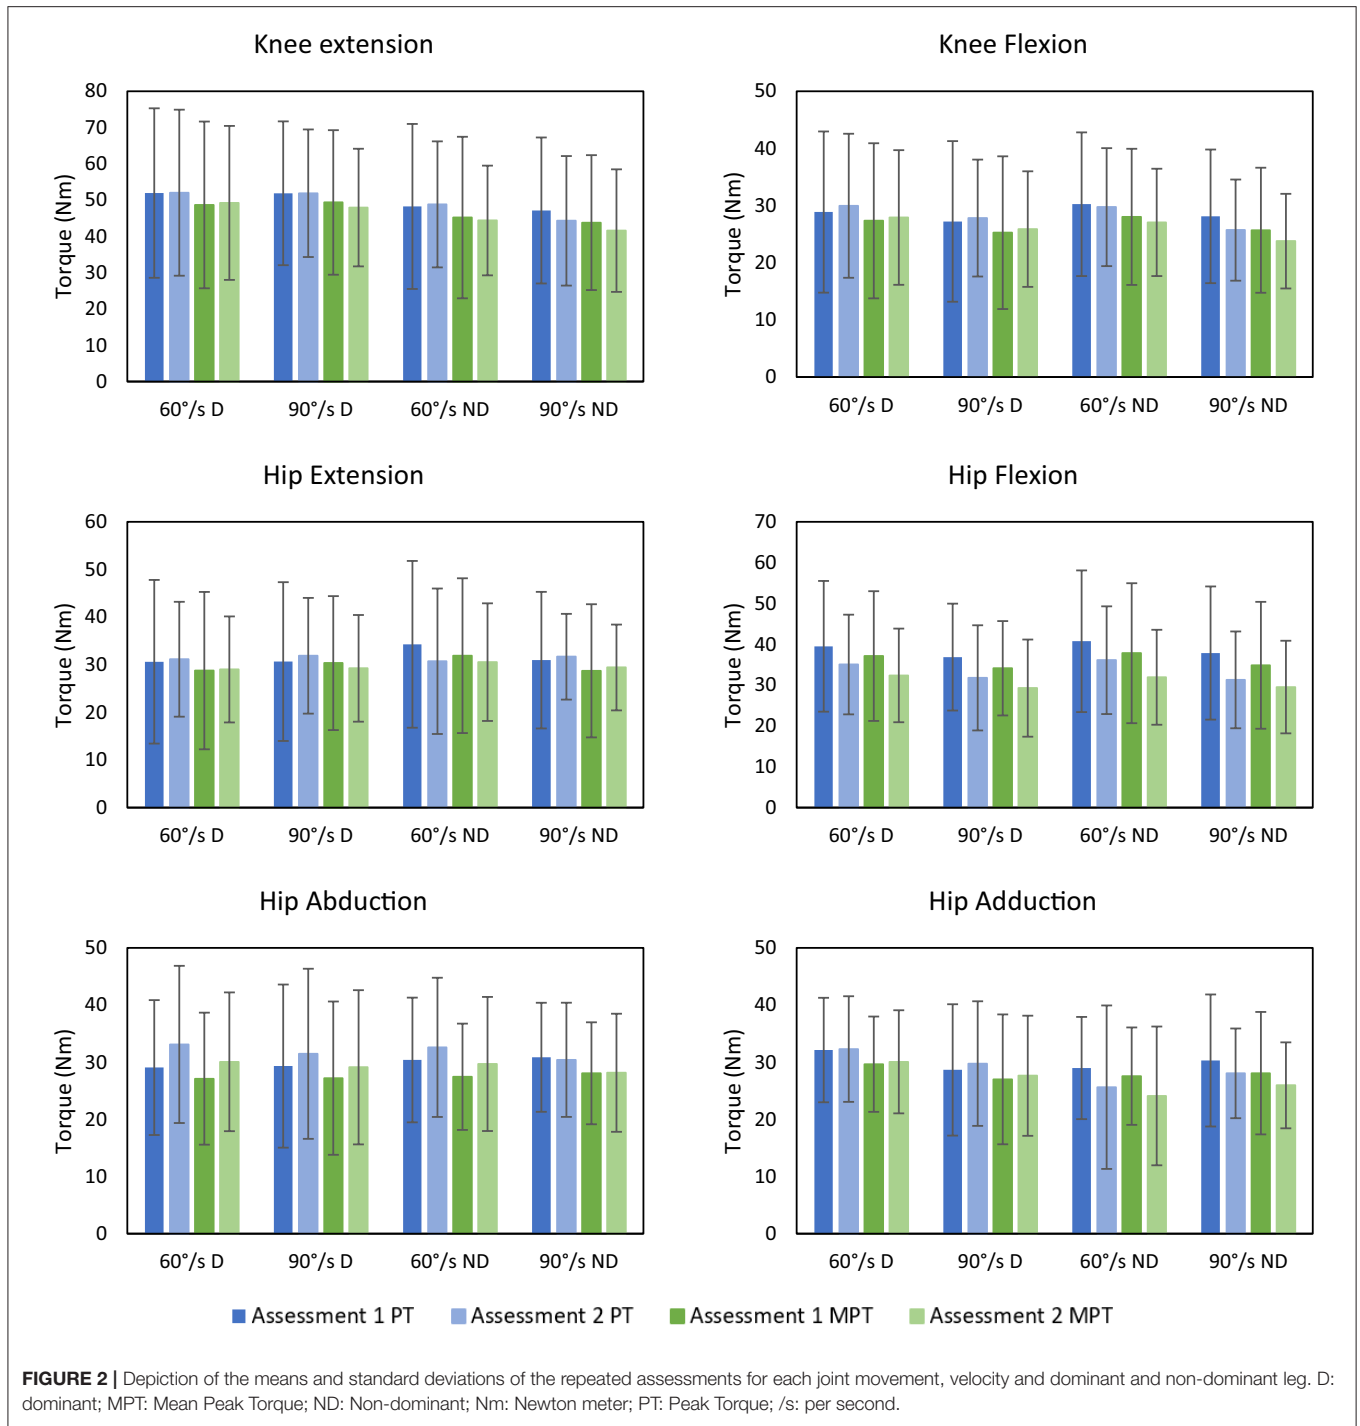 Knee extension
80
70
60
50
40
30
20
10
0
Torque (Nm)
60°/s D 90°/s D 60°/s ND 90°/s ND
Knee Flexion
50
40
30
20
10
0
Torque (Nm)
60°/s D 90°/s D 60°/s ND 90°/s ND
Hip Extension
60
50
40
30
20
10
0
Torque (Nm)
60°/s D 90°/s D 60°/s ND 90°/s ND
Hip Flexion
70
60
50
40
30
20
10
0
Torque (Nm)
60°/s D 90°/s D 60°/s ND 90°/s ND
Hip Abduction
50
40
30
20
10
0
Torque (Nm)
60°/s D 90°/s D 60°/s ND 90°/s ND
Hip Adduction
50
40
30
20
10
0
Torque (Nm)
60°/s D 90°/s D 60°/s ND 90°/s ND
Assessment 1 PT Assessment 2 PT Assessment 1 MPT Assessment 2 MPT
FIGURE 2 | Depiction of the means and standard deviations of the repeated assessments for each joint movement, velocity and dominant and non-dominant leg. D:
dominant; MPT: Mean Peak Torque; ND: Non-dominant; Nm: Newton meter; PT: Peak Torque; /s: per second.